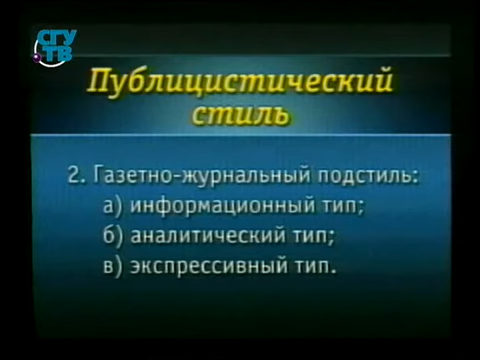 СГУ
ТВ
Публицистический
стиль
2. Газетно-журнальный подстиль:
а) информационный тип;
б) аналитический тип;
в) экспрессивный тип.